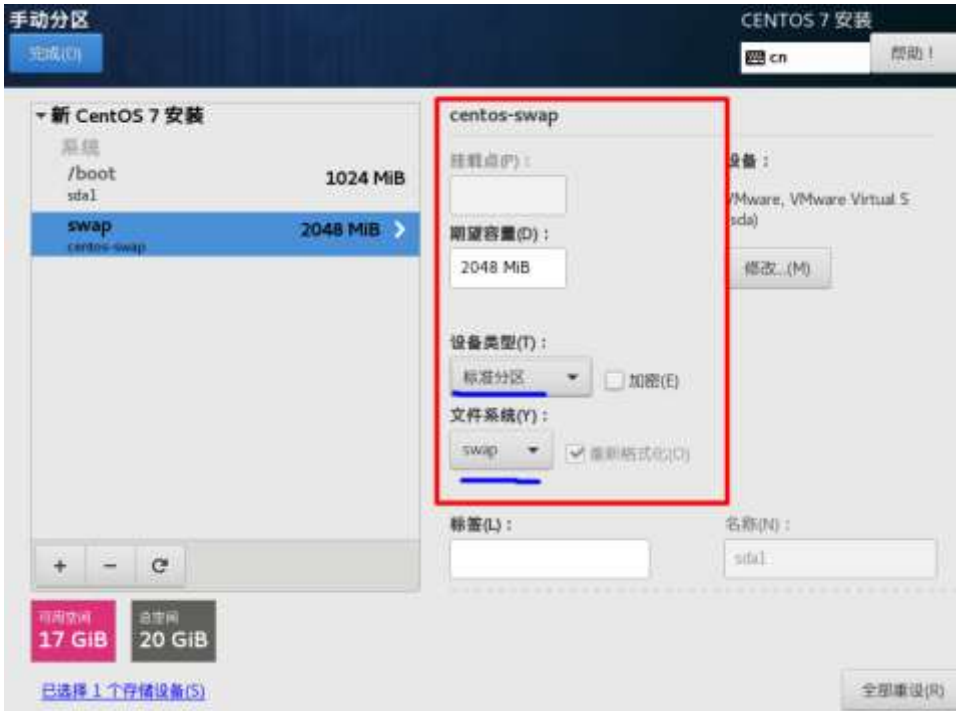 手动分区
CENTOS 7 安装
完成(D)
cn
帮助！
新 CentOS 7 安装
系统
/boot
1024 MiB
sda1
swap
2048 MiB
centos-swap
centos-swap
挂载点(P)：
期望容量(D)：
2048 MiB
设备类型(T)：
标准分区
加密(E)
文件系统(Y)：
swap
重新格式化(O)
设备：
VMware, VMware Virtual S
sda)
修改...(M)
标签(L)：
名称(N)：
sda1
+ -
可用空间
17 GiB
总空间
20 GiB
已选择 1 个存储设备(S)
全部重设(R)